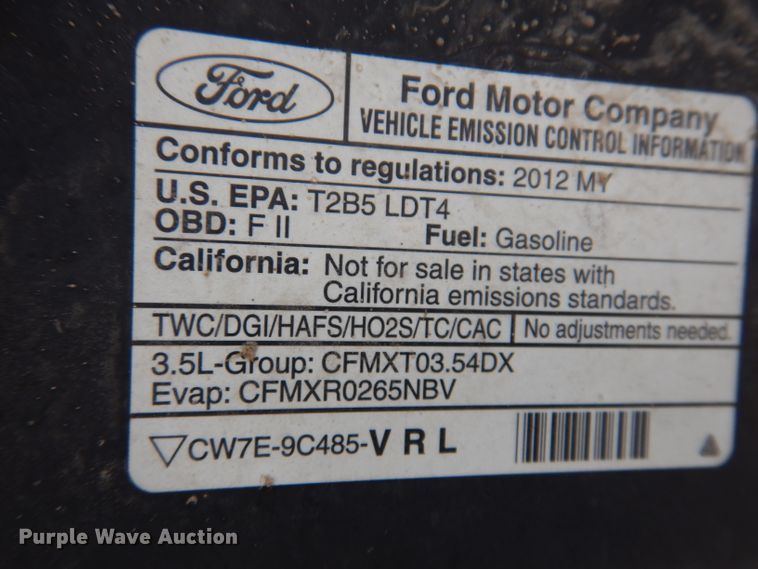 Ford
Ford Motor Company
VEHICLE EMISSION CONTROL INFORMATION
Conforms to regulations: 2012 MY
U.S. EPA: T2B5 LDT4
OBD: F II Fuel: Gasoline
California: Not for sale in states with
California emissions standards.
TWC/DGI/HAFS/HO2S/TC/CAC No adjustments needed.
3.5L-Group: CFMXT03.54DX
Evap: CFMXR0265NBV
CW7E-9C485-V R L
Purple Wave Auction